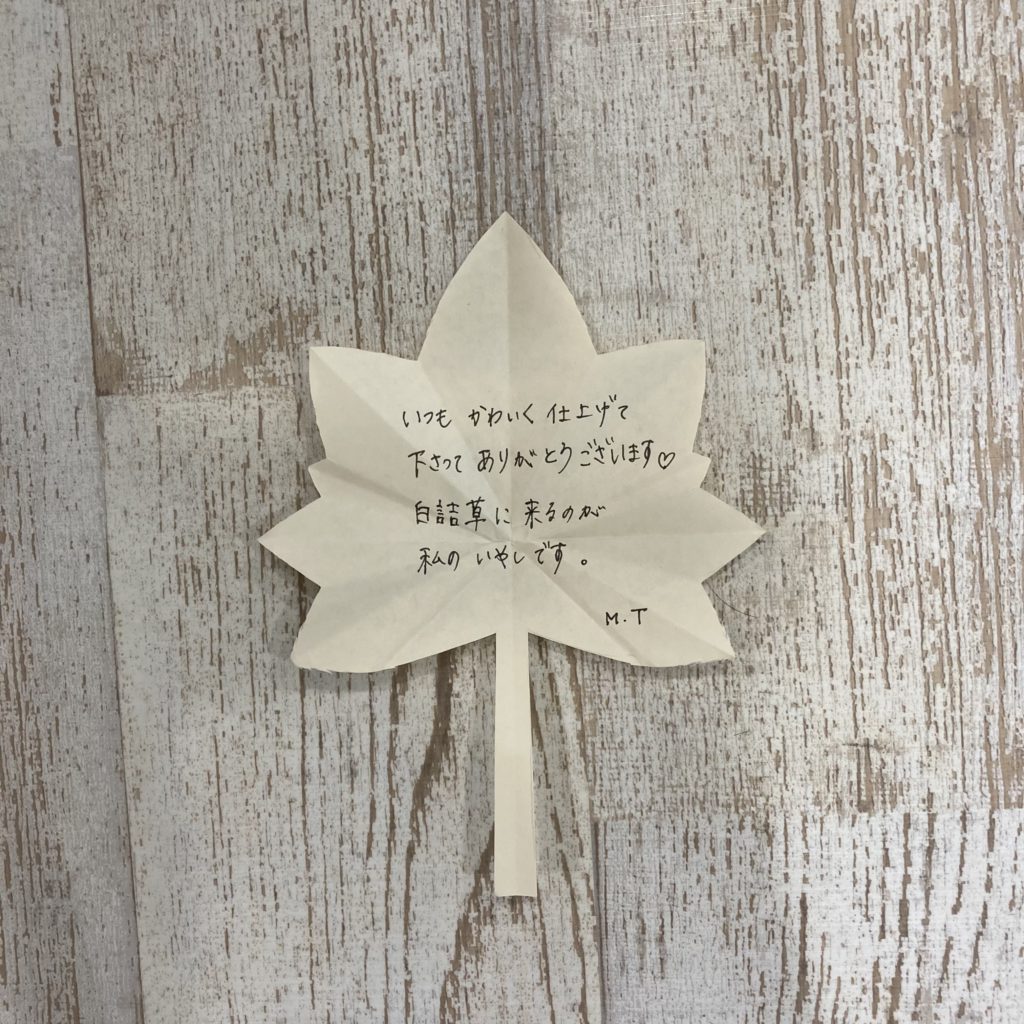 いつも かわいく 仕上げて
下さって ありがとうございます♡
白詰草に 来るのが
私の いやしです。
M.T